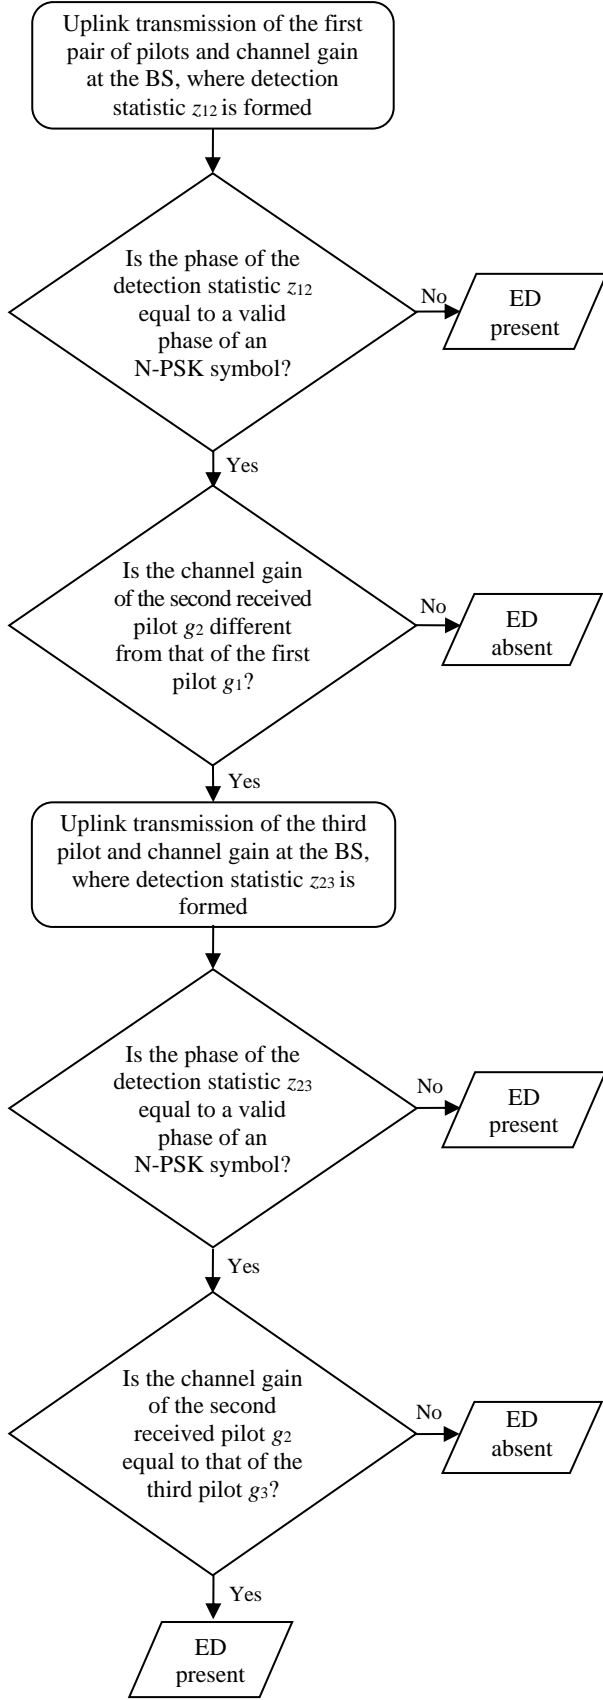 Uplink transmission of the first
pair of pilots and channel gain
at the BS, where detection
statistic z12 is formed
Is the phase of the
detection statistic z12
equal to a valid
phase of an
N-PSK symbol?
No
ED
present
Yes
Is the channel gain
of the second received
pilot g2 different
from that of the first
pilot g1?
No
ED
absent
Yes
Uplink transmission of the third
pilot and channel gain at the BS,
where detection statistic z23 is
formed
Is the phase of the
detection statistic z23
equal to a valid
phase of an
N-PSK symbol?
No
ED
present
Yes
Is the channel gain
of the second
received pilot g2
equal to that of the
third pilot g3?
No
ED
absent
Yes
ED
present